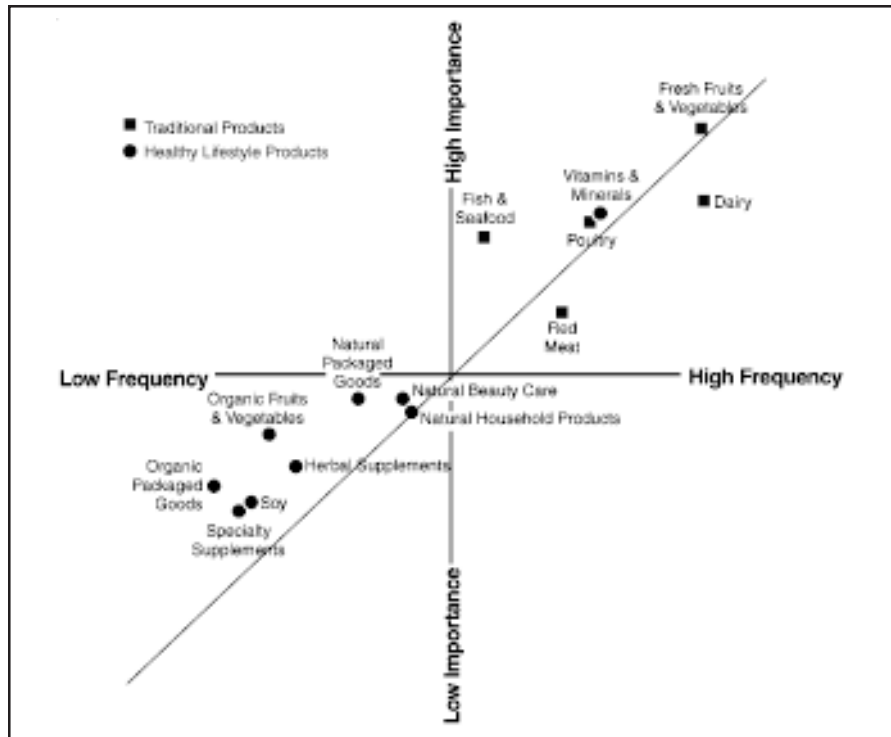 High Importance
Fresh Fruits
& Vegetables
Traditional Products
Healthy Lifestyle Products
Vitamins &
Minerals
Fish &
Seafood
Dairy
Poultry
Red
Meat
Natural
Packaged
Goods
Low Frequency
High Frequency
Natural Beauty Care
Organic Fruits
& Vegetables
Natural Household Products
Organic
Packaged
Goods
Herbal Supplements
Soy
Specialty
Supplements
Low Importance